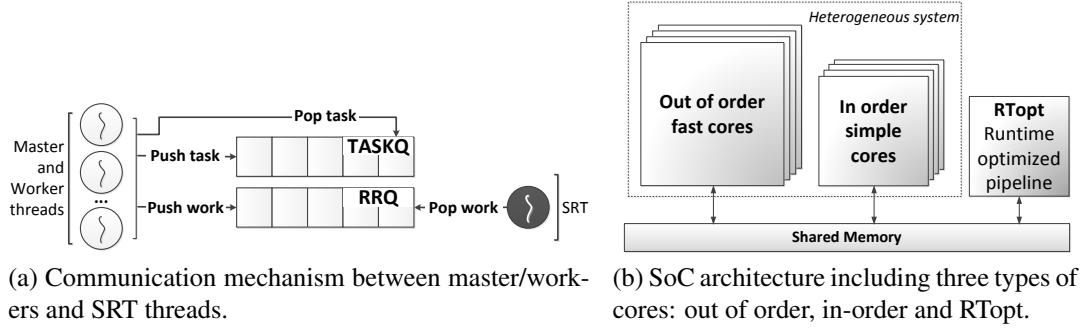 Master
and
Worker
threads
...
Pop task
Push task
TASKQ
Push work
RRQ
Pop work
SRT
(a) Communication mechanism between master/work-
ers and SRT threads.
Heterogeneous system
Out of order
fast cores
In order
simple
cores
RTopt
Runtime
optimized
pipeline
Shared Memory
(b) SoC architecture including three types of
cores: out of order, in-order and RTopt.